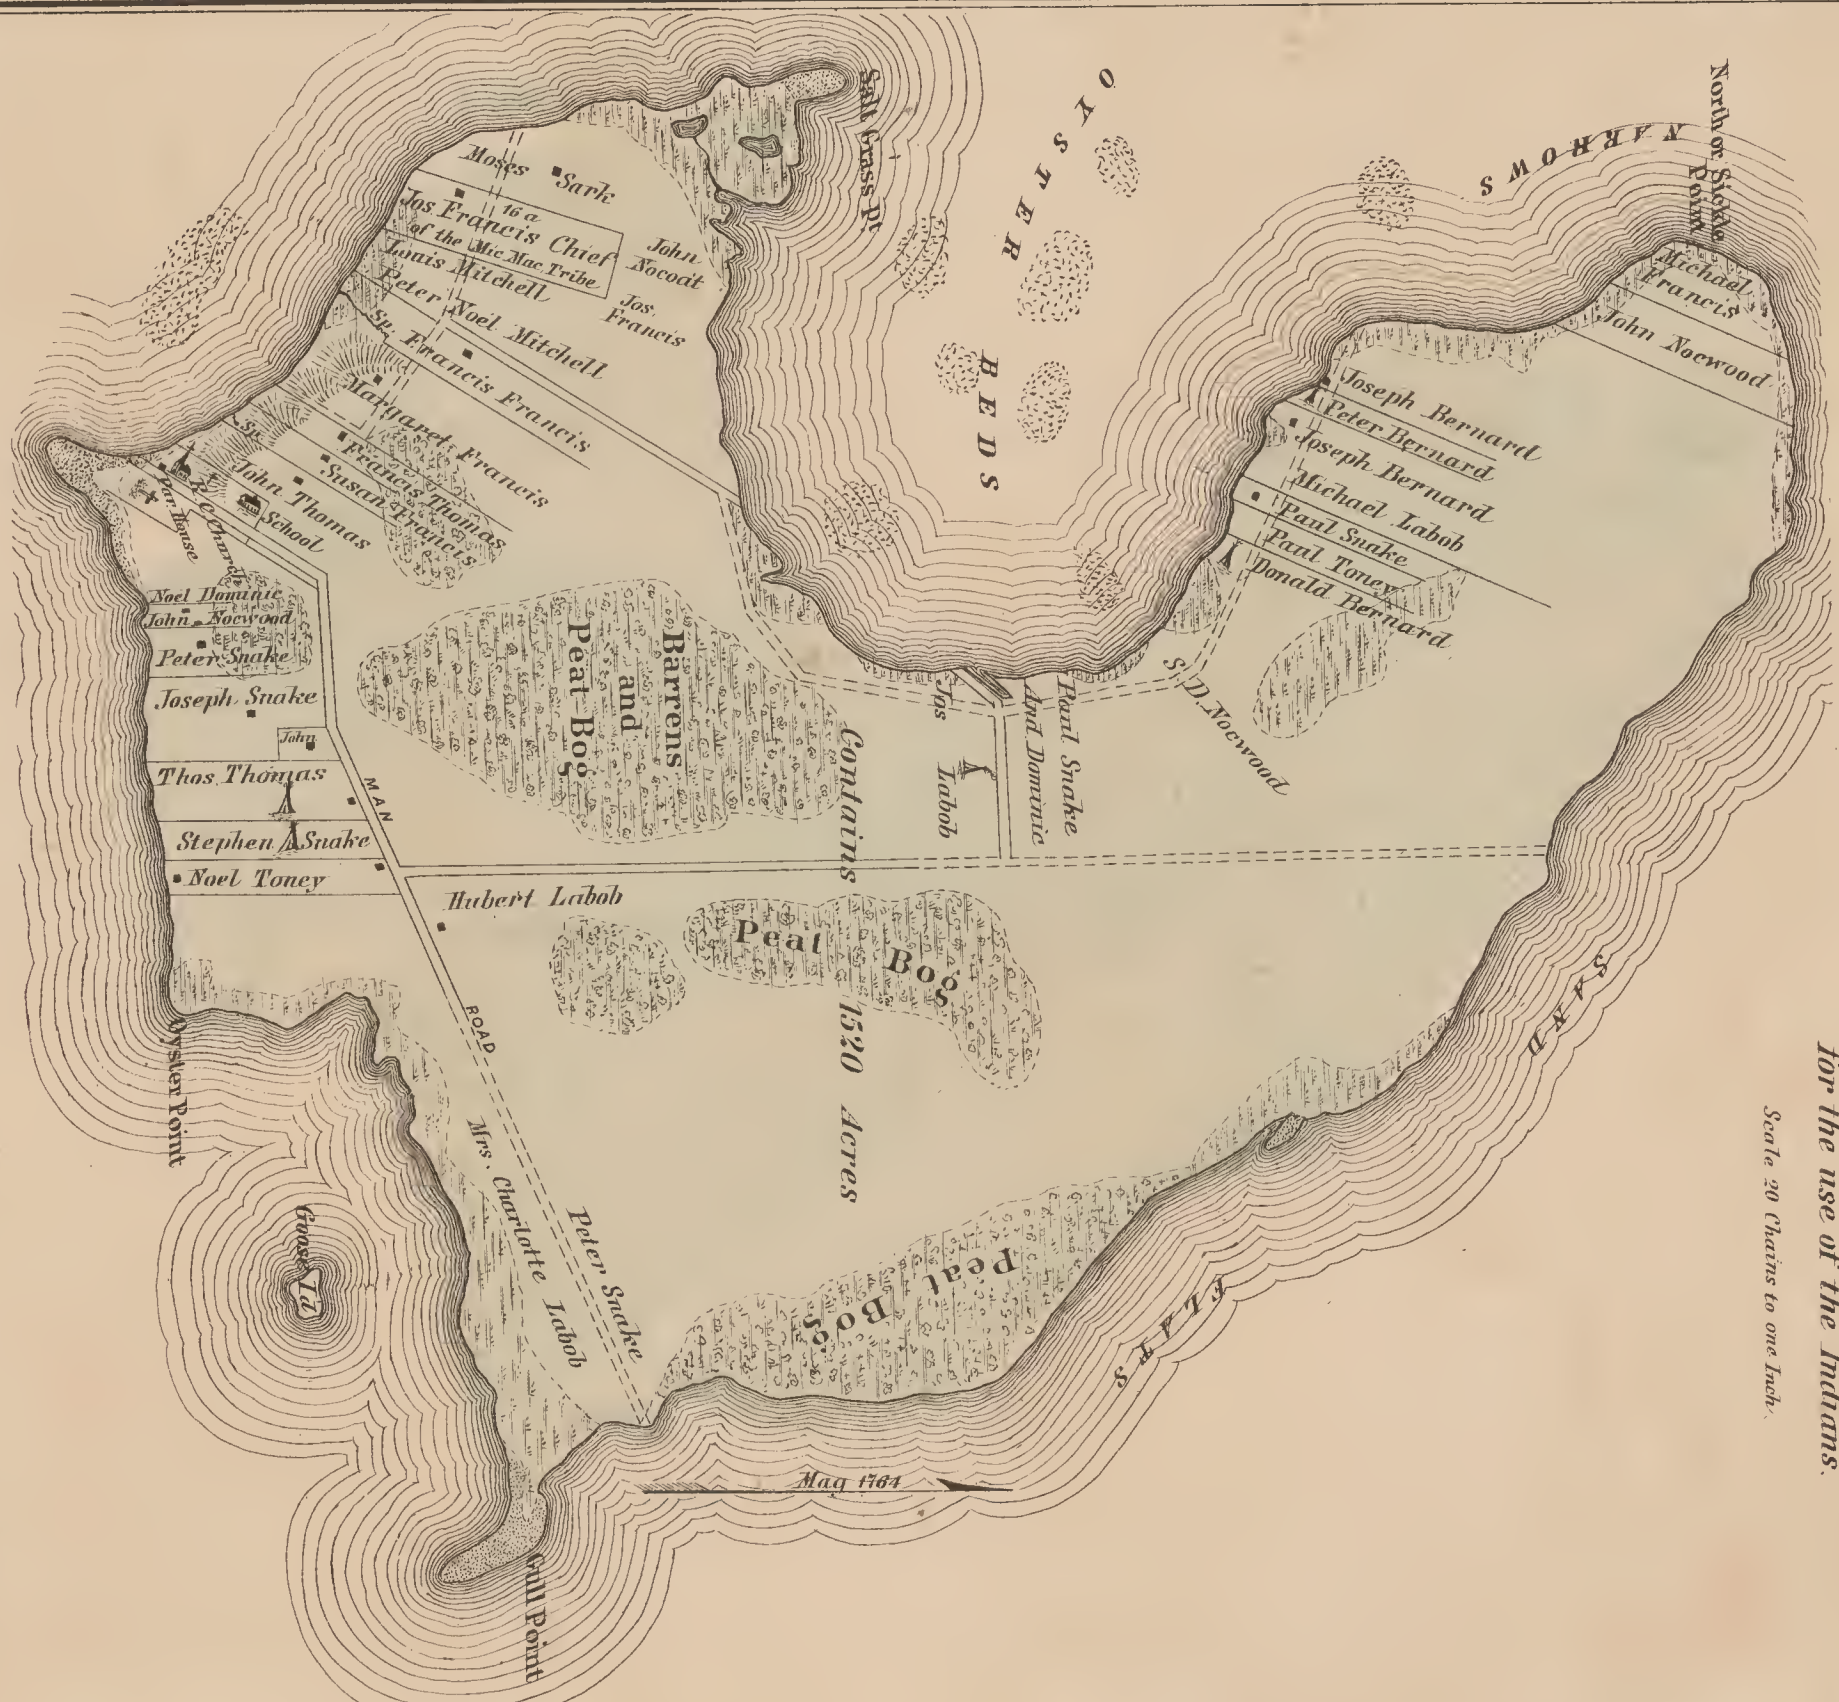 Salt Grass Pt
OYSTER
BEDS
NARROWS
North or Sickle
Point
Moses Sark
16 a
Jos. Francis Chief
of the Mic Mac Tribe
John
Nocoat
Louis Mitchell
Jos.
Francis
Peter Noel Mitchell
Sp.
Francis Francis
Margaret Francis
Francis Thomas
Susan Francis
Sp.
John Thomas
School
R.C. Church
Par. House
Michael
Francis
John Nocwood
Joseph Bernard
Peter Bernard
Joseph Bernard
Michael Labob
Paul Snake
Paul Toney
Donald Bernard
S. D. Nocwood
Noel Dominic
John Nocwood
Peter Snake
Joseph Snake
John
Thos. Thomas
Stephen Snake
Noel Toney
MAN
ROAD
Barrens
and
Peat Bog
Jos Labob
And Dominic
Paul Snake
Contains 1320 Acres
Hubert Labob
Peat Bog
Oyster Point
Goose Id
Mrs. Charlotte Labob
Peter Snake
Peat Bog
SAND
FLATS
Mag 1764
Gull Point
for the use of the Indians.
Scale 20 Chains to one Inch.